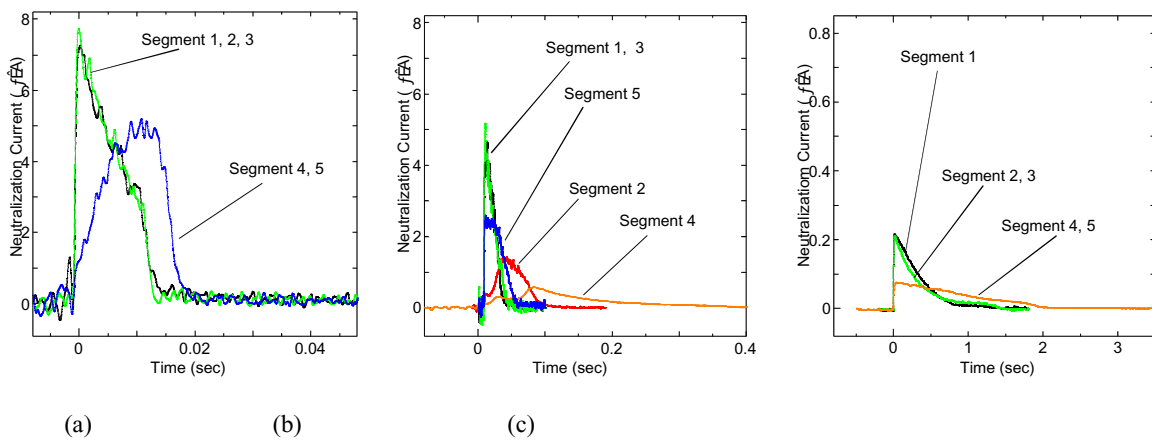 8
6
4
2
0
0
0.02
0.04
Neutralization Current ( ƒÊA)
Time (sec)
Segment 1, 2, 3
Segment 4, 5
8
6
4
2
0
0
0.1
0.2
0.3
0.4
Neutralization Current ( ƒÊA)
Time (sec)
Segment 1, 3
Segment 5
Segment 2
Segment 4
0.8
0.6
0.4
0.2
0
0
1
2
3
Neutralization Current ( ƒÊA)
Time (sec)
Segment 1
Segment 2, 3
Segment 4, 5
(a) (b) (c)